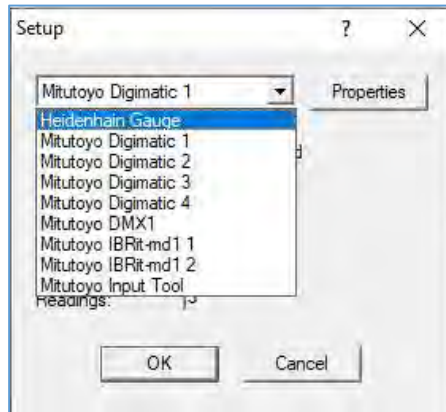 Setup ? ×
Mitutoyo Digimatic 1 Properties
Heidenhain Gauge
Mitutoyo Digimatic 1
Mitutoyo Digimatic 2
Mitutoyo Digimatic 3
Mitutoyo Digimatic 4
Mitutoyo DMX1
Mitutoyo IBRit-md1 1
Mitutoyo IBRit-md1 2
Mitutoyo Input Tool
Readings:
OK Cancel